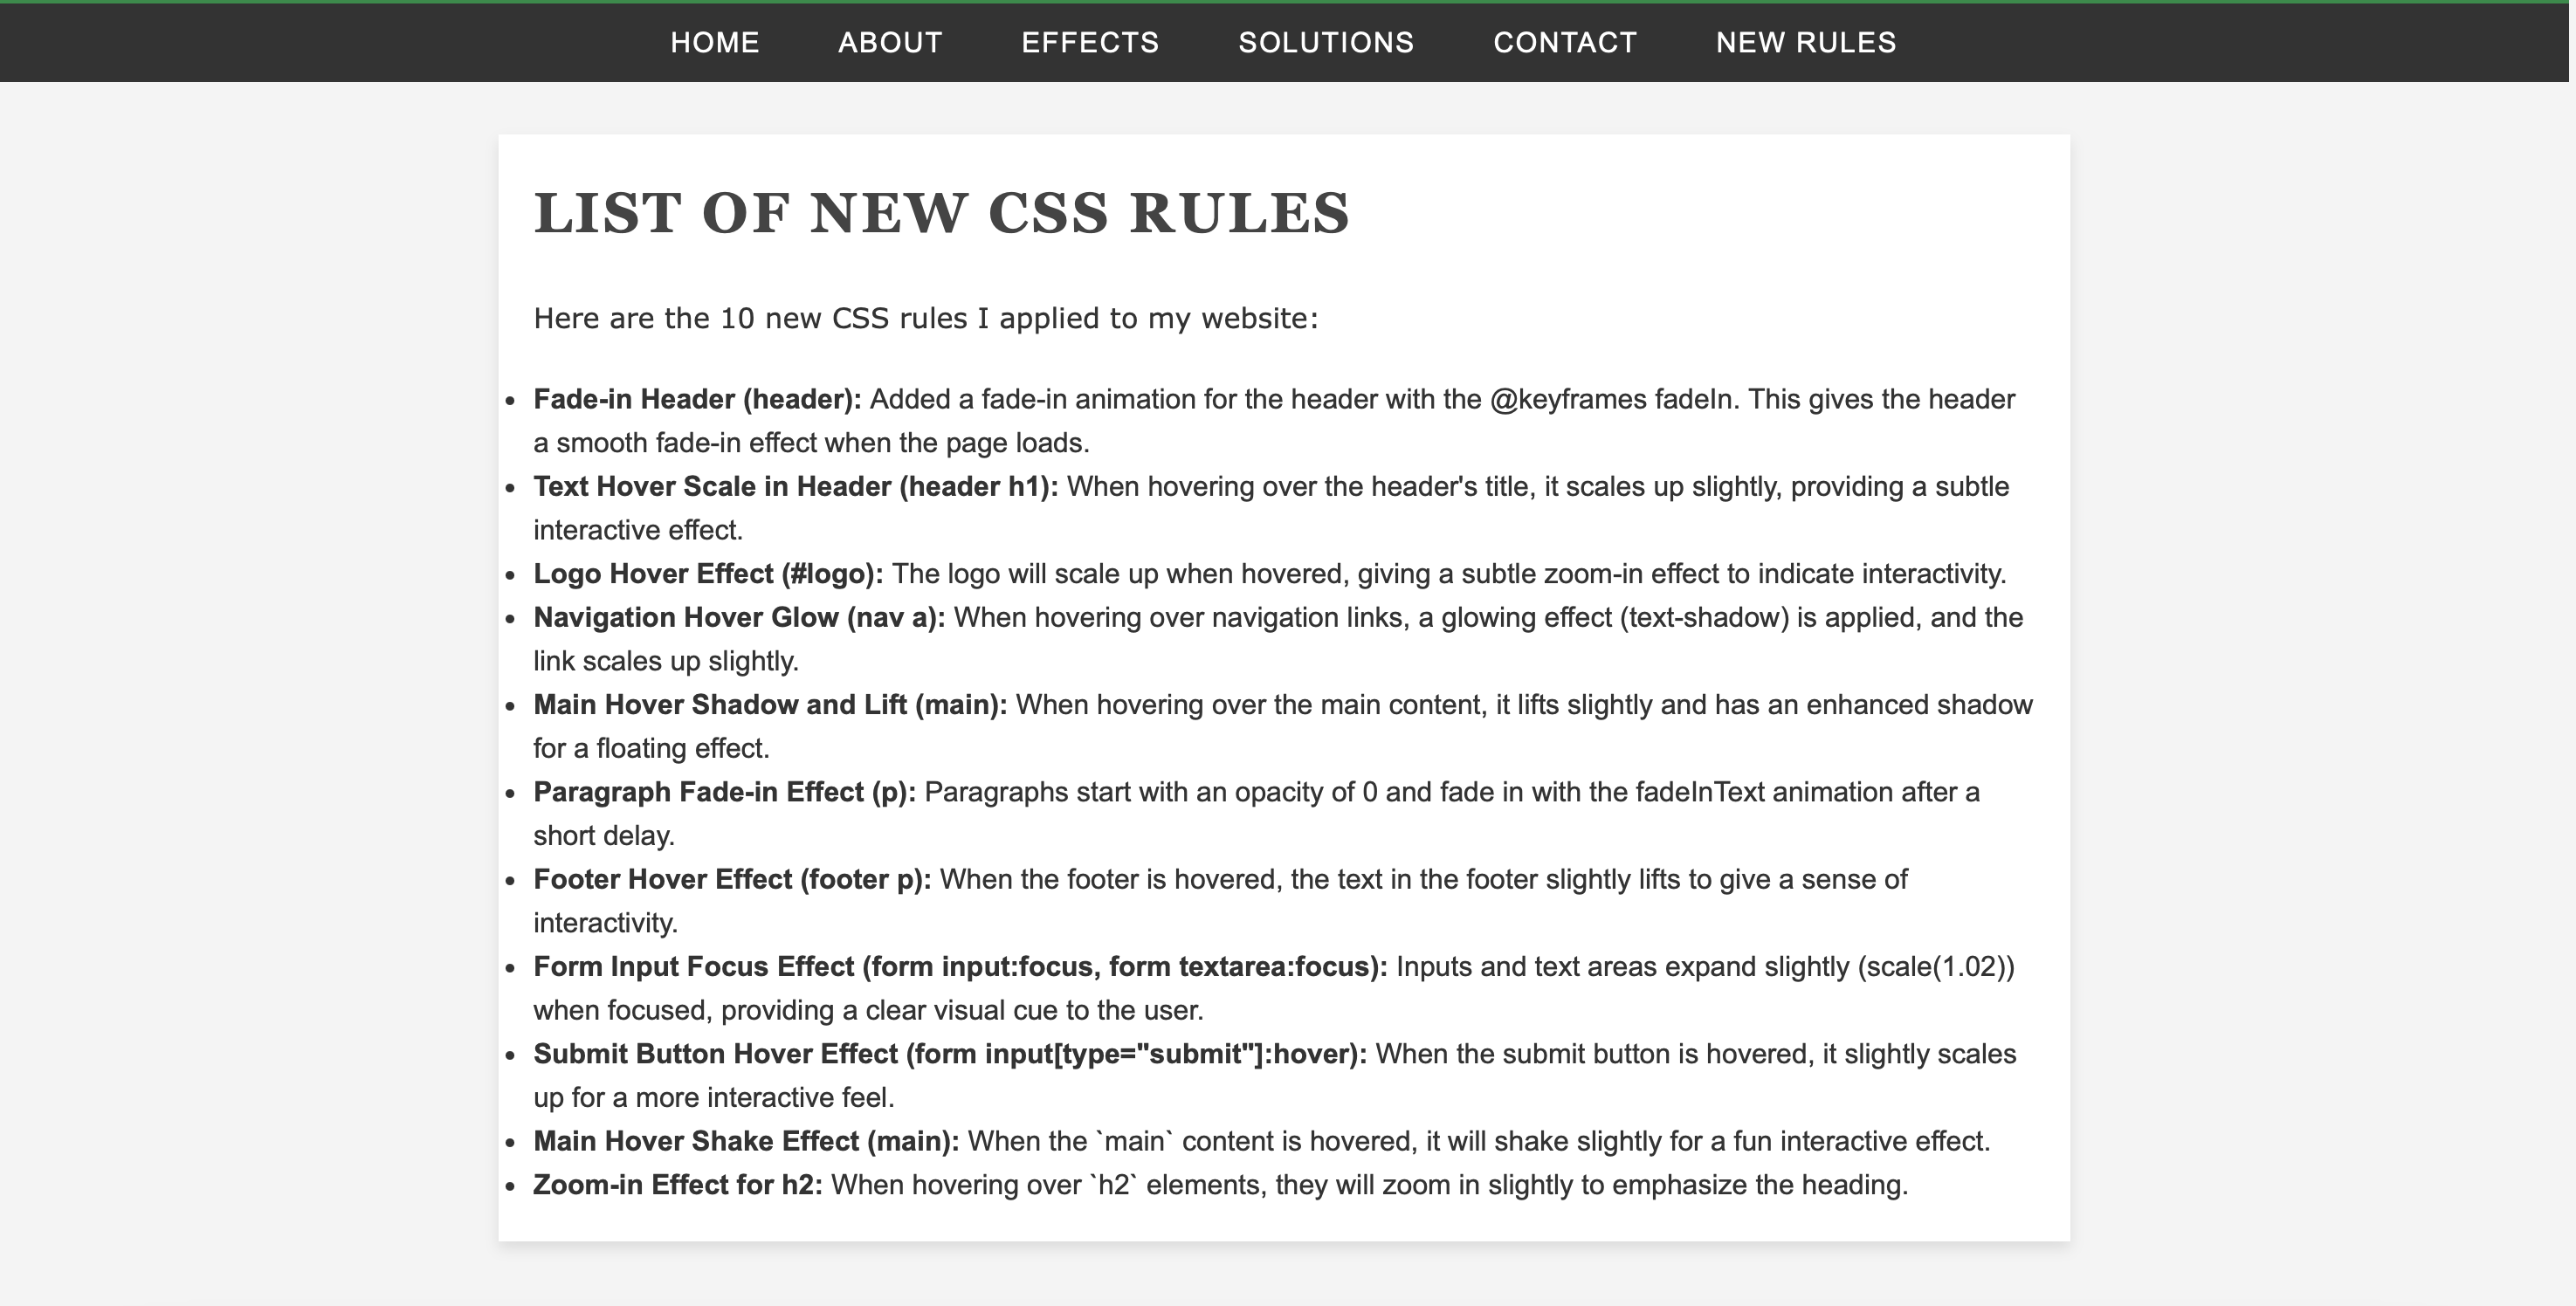 HOME ABOUT EFFECTS SOLUTIONS CONTACT NEW RULES
LIST OF NEW CSS RULES
Here are the 10 new CSS rules I applied to my website:
• Fade-in Header (header): Added a fade-in animation for the header with the @keyframes fadeIn. This gives the header
a smooth fade-in effect when the page loads.
• Text Hover Scale in Header (header h1): When hovering over the header's title, it scales up slightly, providing a subtle
interactive effect.
• Logo Hover Effect (#logo): The logo will scale up when hovered, giving a subtle zoom-in effect to indicate interactivity.
• Navigation Hover Glow (nav a): When hovering over navigation links, a glowing effect (text-shadow) is applied, and the
link scales up slightly.
• Main Hover Shadow and Lift (main): When hovering over the main content, it lifts slightly and has an enhanced shadow
for a floating effect.
• Paragraph Fade-in Effect (p): Paragraphs start with an opacity of 0 and fade in with the fadeInText animation after a
short delay.
• Footer Hover Effect (footer p): When the footer is hovered, the text in the footer slightly lifts to give a sense of
interactivity.
• Form Input Focus Effect (form input:focus, form textarea:focus): Inputs and text areas expand slightly (scale(1.02))
when focused, providing a clear visual cue to the user.
• Submit Button Hover Effect (form input[type="submit"]:hover): When the submit button is hovered, it slightly scales
up for a more interactive feel.
• Main Hover Shake Effect (main): When the `main` content is hovered, it will shake slightly for a fun interactive effect.
• Zoom-in Effect for h2: When hovering over `h2` elements, they will zoom in slightly to emphasize the heading.